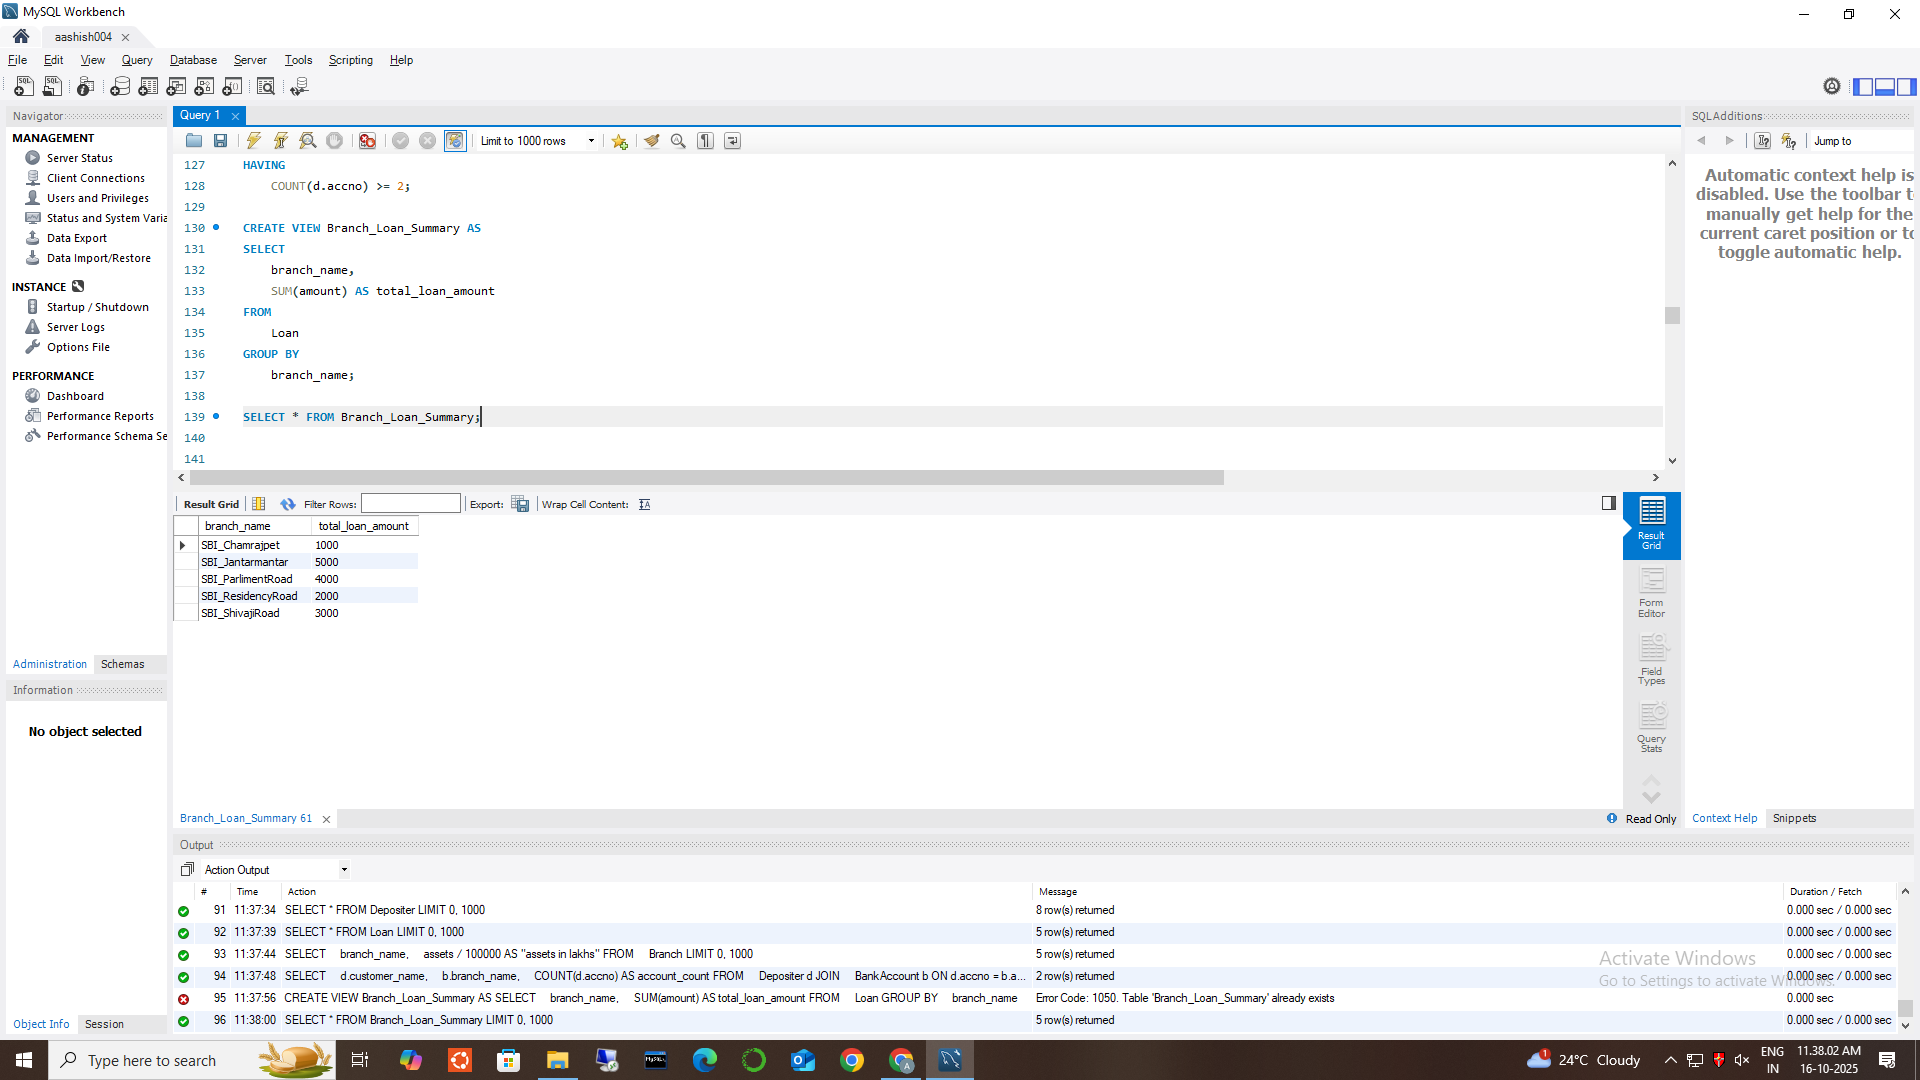 MySQL Workbench
aashish004
File Edit View Query Database Server Tools Scripting Help
Navigator
MANAGEMENT
Server Status
Client Connections
Users and Privileges
Status and System Varia
Data Export
Data Import/Restore
INSTANCE
Startup / Shutdown
Server Logs
Options File
PERFORMANCE
Dashboard
Performance Reports
Performance Schema Se
Administration Schemas
Information
No object selected
Object Info Session
Query 1
Limit to 1000 rows
127 HAVING
128 COUNT(d.accno) >= 2;
129
130 CREATE VIEW Branch_Loan_Summary AS
131 SELECT
132 branch_name,
133 SUM(amount) AS total_loan_amount
134 FROM
135 Loan
136 GROUP BY
137 branch_name;
138
139 SELECT * FROM Branch_Loan_Summary;
140
141
Result Grid Filter Rows: Export: Wrap Cell Content:
branch_name total_loan_amount
SBI_Chamrajpet 1000
SBI_Jantarmantar 5000
SBI_ParlimentRoad 4000
SBI_ResidencyRoad 2000
SBI_ShivajiRoad 3000
Result
Grid
Form
Editor
Field
Types
Query
Stats
Branch_Loan_Summary 61
Read Only
SQLAdditions
Jump to
Automatic context help is
disabled. Use the toolbar t
manually get help for the
current caret position or to
toggle automatic help.
Context Help Snippets
Output
Action Output
# Time Action Message Duration / Fetch
91 11:37:34 SELECT * FROM Depositer LIMIT 0, 1000 8 row(s) returned 0.000 sec / 0.000 sec
92 11:37:39 SELECT * FROM Loan LIMIT 0, 1000 5 row(s) returned 0.000 sec / 0.000 sec
93 11:37:44 SELECT branch_name, assets / 100000 AS "assets in lakhs" FROM Branch LIMIT 0, 1000 5 row(s) returned 0.000 sec / 0.000 sec
94 11:37:48 SELECT d.customer_name, b.branch_name, COUNT(d.accno) AS account_count FROM Depositer d JOIN BankAccount b ON d.accno = b.a... 2 row(s) returned 0.000 sec / 0.000 sec
95 11:37:56 CREATE VIEW Branch_Loan_Summary AS SELECT branch_name, SUM(amount) AS total_loan_amount FROM Loan GROUP BY branch_name Error Code: 1050. Table 'Branch_Loan_Summary' already exists 0.000 sec
96 11:38:00 SELECT * FROM Branch_Loan_Summary LIMIT 0, 1000 5 row(s) returned 0.000 sec / 0.000 sec
Activate Windows
Go to Settings to activate Windows.
Type here to search
1
24°C Cloudy
ENG
IN
11.38.02 AM
16-10-2025